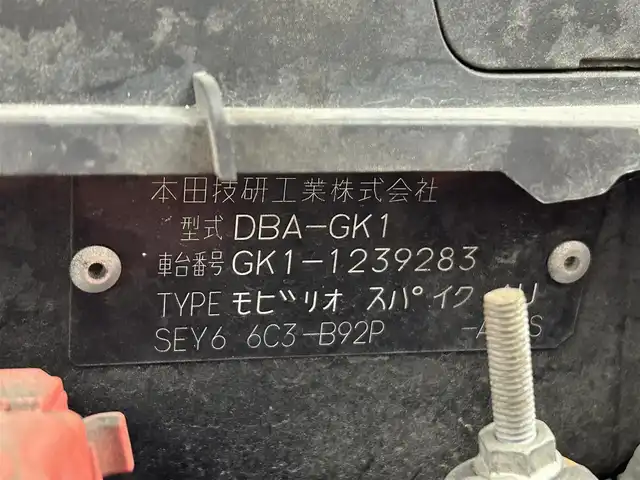 本田技研工業株式会社
型式 DBA-GK1
車台番号 GK1-1239283
TYPE モビリオ スパイク
SEY6 6C3-B92P